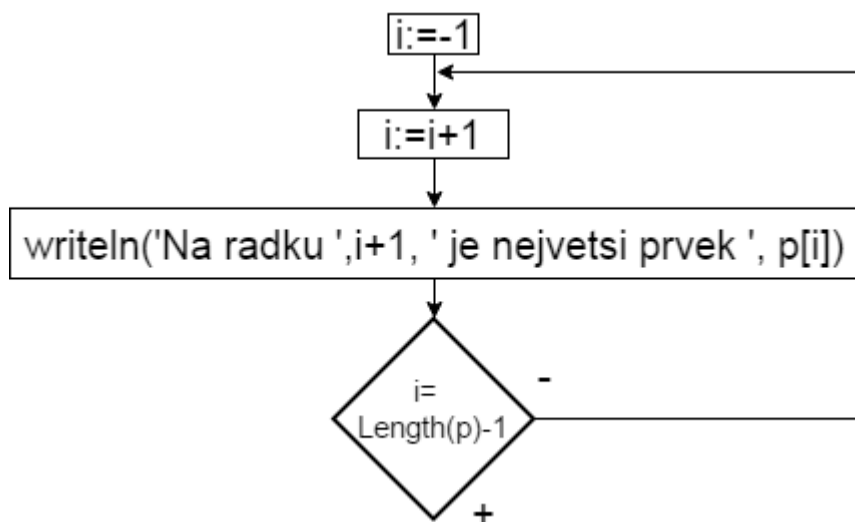 i:=-1
i:=i+1
writeln('Na radku ',i+1, ' je nejvetsi prvek ', p[i])
i=
Length(p)-1
-
+